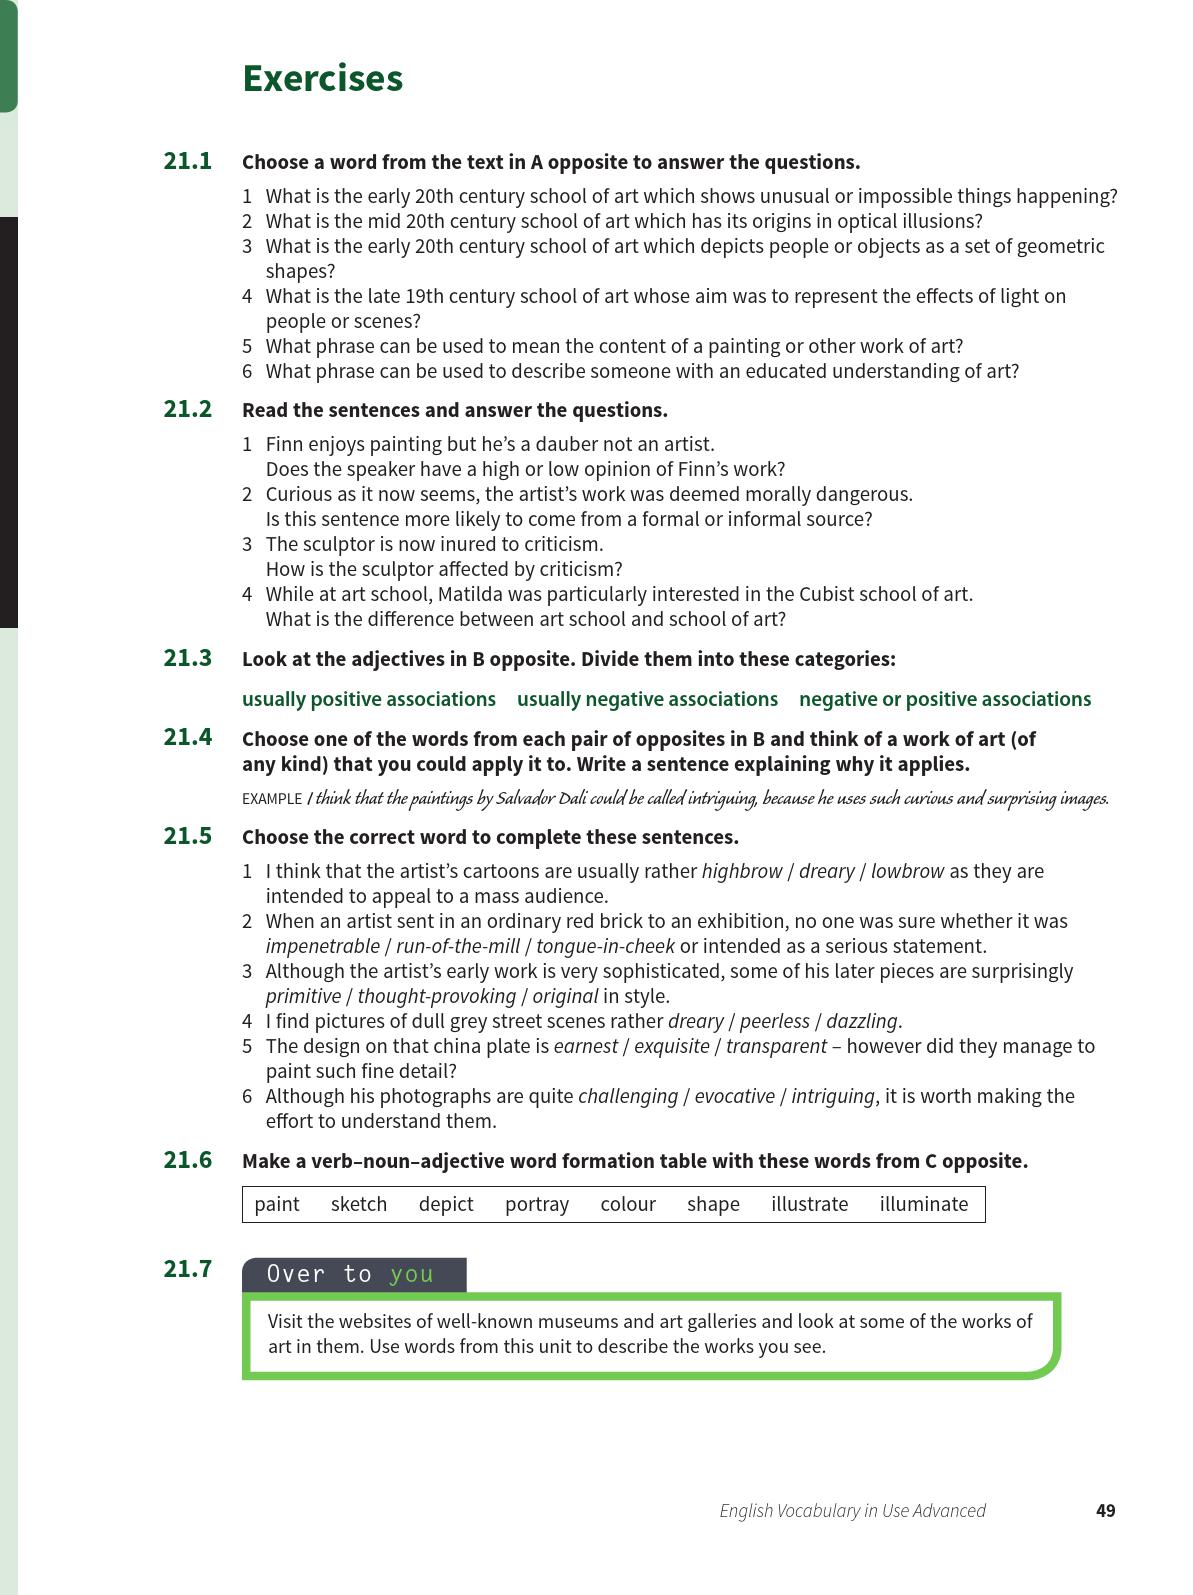 Exercises
21.1 Choose a word from the text in A opposite to answer the questions.
1 What is the early 20th century school of art which shows unusual or impossible things happening?
2 What is the mid 20th century school of art which has its origins in optical illusions?
3 What is the early 20th century school of art which depicts people or objects as a set of geometric
shapes?
4 What is the late 19th century school of art whose aim was to represent the effects of light on
people or scenes?
5 What phrase can be used to mean the content of a painting or other work of art?
6 What phrase can be used to describe someone with an educated understanding of art?
21.2 Read the sentences and answer the questions.
1 Finn enjoys painting but he’s a dauber not an artist.
Does the speaker have a high or low opinion of Finn’s work?
2 Curious as it now seems, the artist’s work was deemed morally dangerous.
Is this sentence more likely to come from a formal or informal source?
3 The sculptor is now inured to criticism.
How is the sculptor affected by criticism?
4 While at art school, Matilda was particularly interested in the Cubist school of art.
What is the difference between art school and school of art?
21.3 Look at the adjectives in B opposite. Divide them into these categories:
usually positive associations usually negative associations negative or positive associations
21.4 Choose one of the words from each pair of opposites in B and think of a work of art (of
any kind) that you could apply it to. Write a sentence explaining why it applies.
EXAMPLE I think that the paintings by Salvador Dali could be called intriguing, because he uses such curious and surprising images.
21.5 Choose the correct word to complete these sentences.
1 I think that the artist’s cartoons are usually rather highbrow / dreary / lowbrow as they are
intended to appeal to a mass audience.
2 When an artist sent in an ordinary red brick to an exhibition, no one was sure whether it was
impenetrable / run-of-the-mill / tongue-in-cheek or intended as a serious statement.
3 Although the artist’s early work is very sophisticated, some of his later pieces are surprisingly
primitive / thought-provoking / original in style.
4 I find pictures of dull grey street scenes rather dreary / peerless / dazzling.
5 The design on that china plate is earnest / exquisite / transparent – however did they manage to
paint such fine detail?
6 Although his photographs are quite challenging / evocative / intriguing, it is worth making the
effort to understand them.
21.6 Make a verb–noun–adjective word formation table with these words from C opposite.
paint sketch depict portray colour shape illustrate illuminate
21.7 Over to you
Visit the websites of well-known museums and art galleries and look at some of the works of
art in them. Use words from this unit to describe the works you see.
English Vocabulary in Use Advanced 49